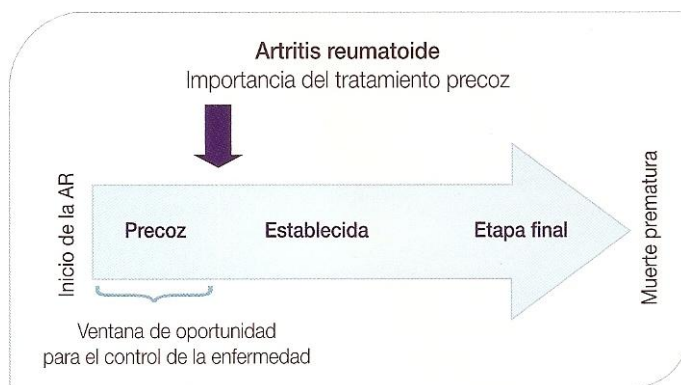 Artritis reumatoide
Importancia del tratamiento precoz
Inicio de la AR
Precoz
Establecida
Etapa final
Muerte prematura
Ventana de oportunidad
para el control de la enfermedad